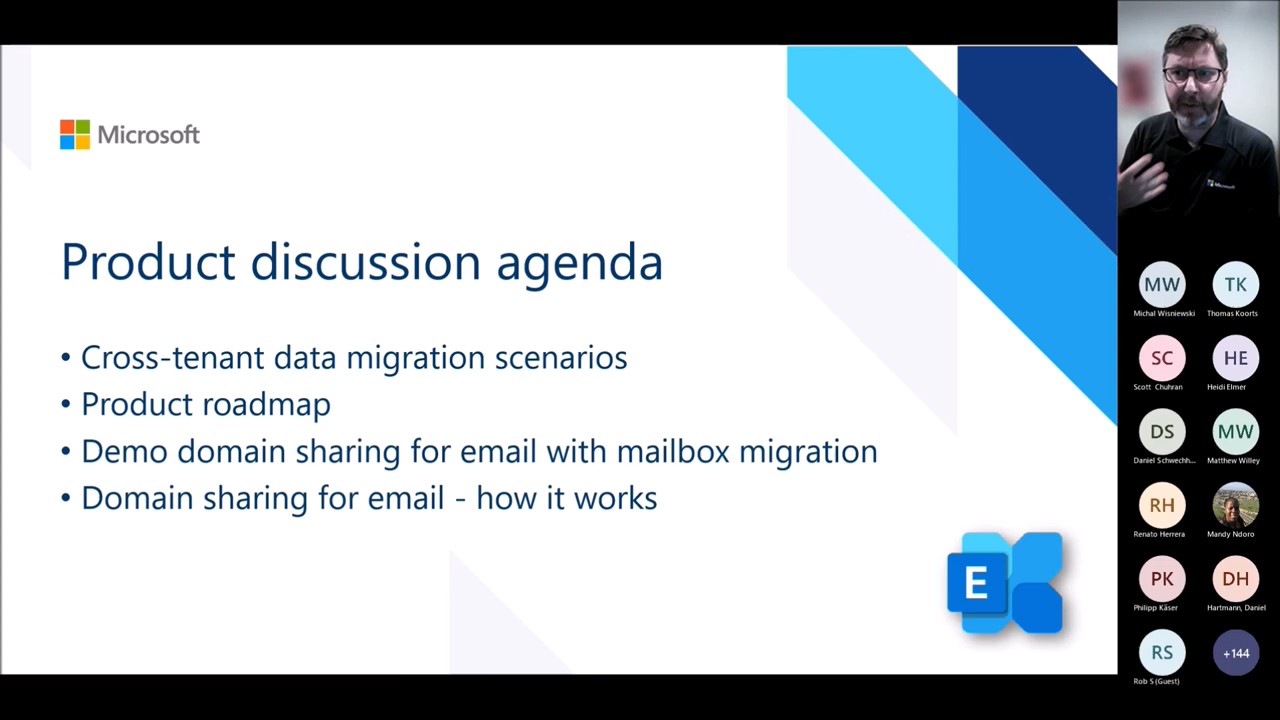 Microsoft
Product discussion agenda
• Cross-tenant data migration scenarios
• Product roadmap
• Demo domain sharing for email with mailbox migration
• Domain sharing for email - how it works
E
Microsoft
MW
TK
Michal Wisniewski
Thomas Koorts
SC
HE
Scott Chuhran
Heidi Elmer
DS
MW
Daniel Schwechh...
Matthew Willey
RH
Renato Herrera
Mandy Ndoro
PK
DH
Philipp Käser
Hartmann, Daniel
RS
+144
Rob S (Guest)